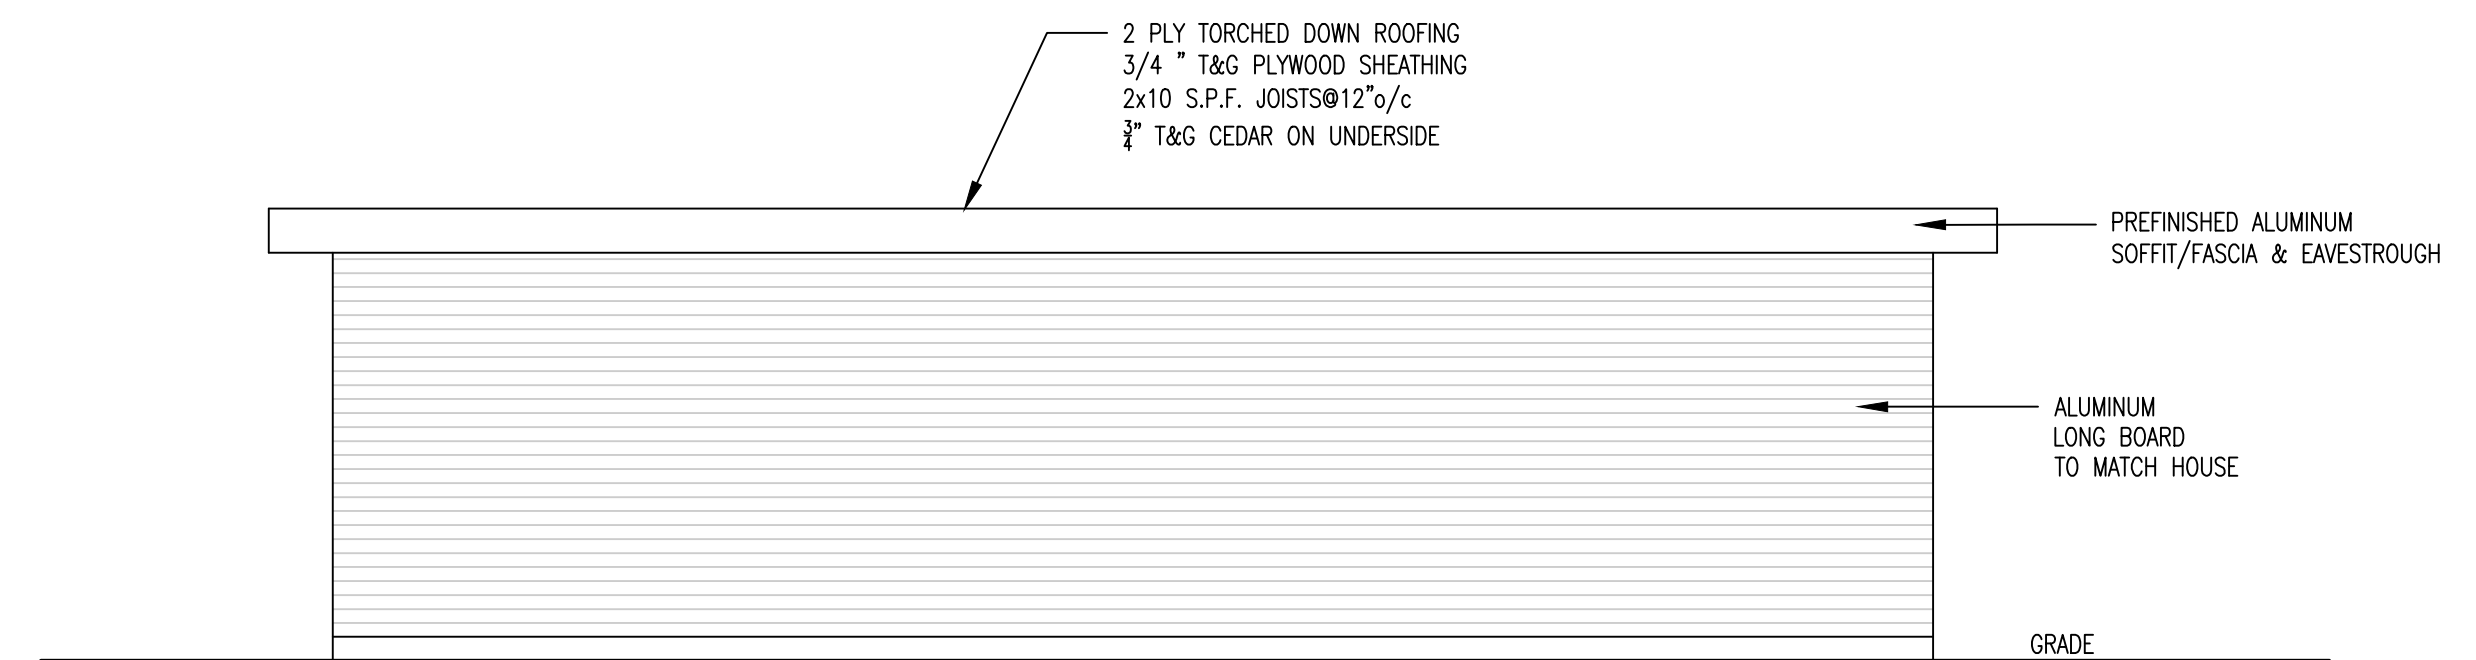 2 PLY TORCHED DOWN ROOFING
3/4 " T&G PLYWOOD SHEATHING
2x10 S.P.F. JOISTS@12"o/c
¾" T&G CEDAR ON UNDERSIDE
PREFINISHED ALUMINUM
SOFFIT/FASCIA & EAVESTROUGH
ALUMINUM
LONG BOARD
TO MATCH HOUSE
GRADE